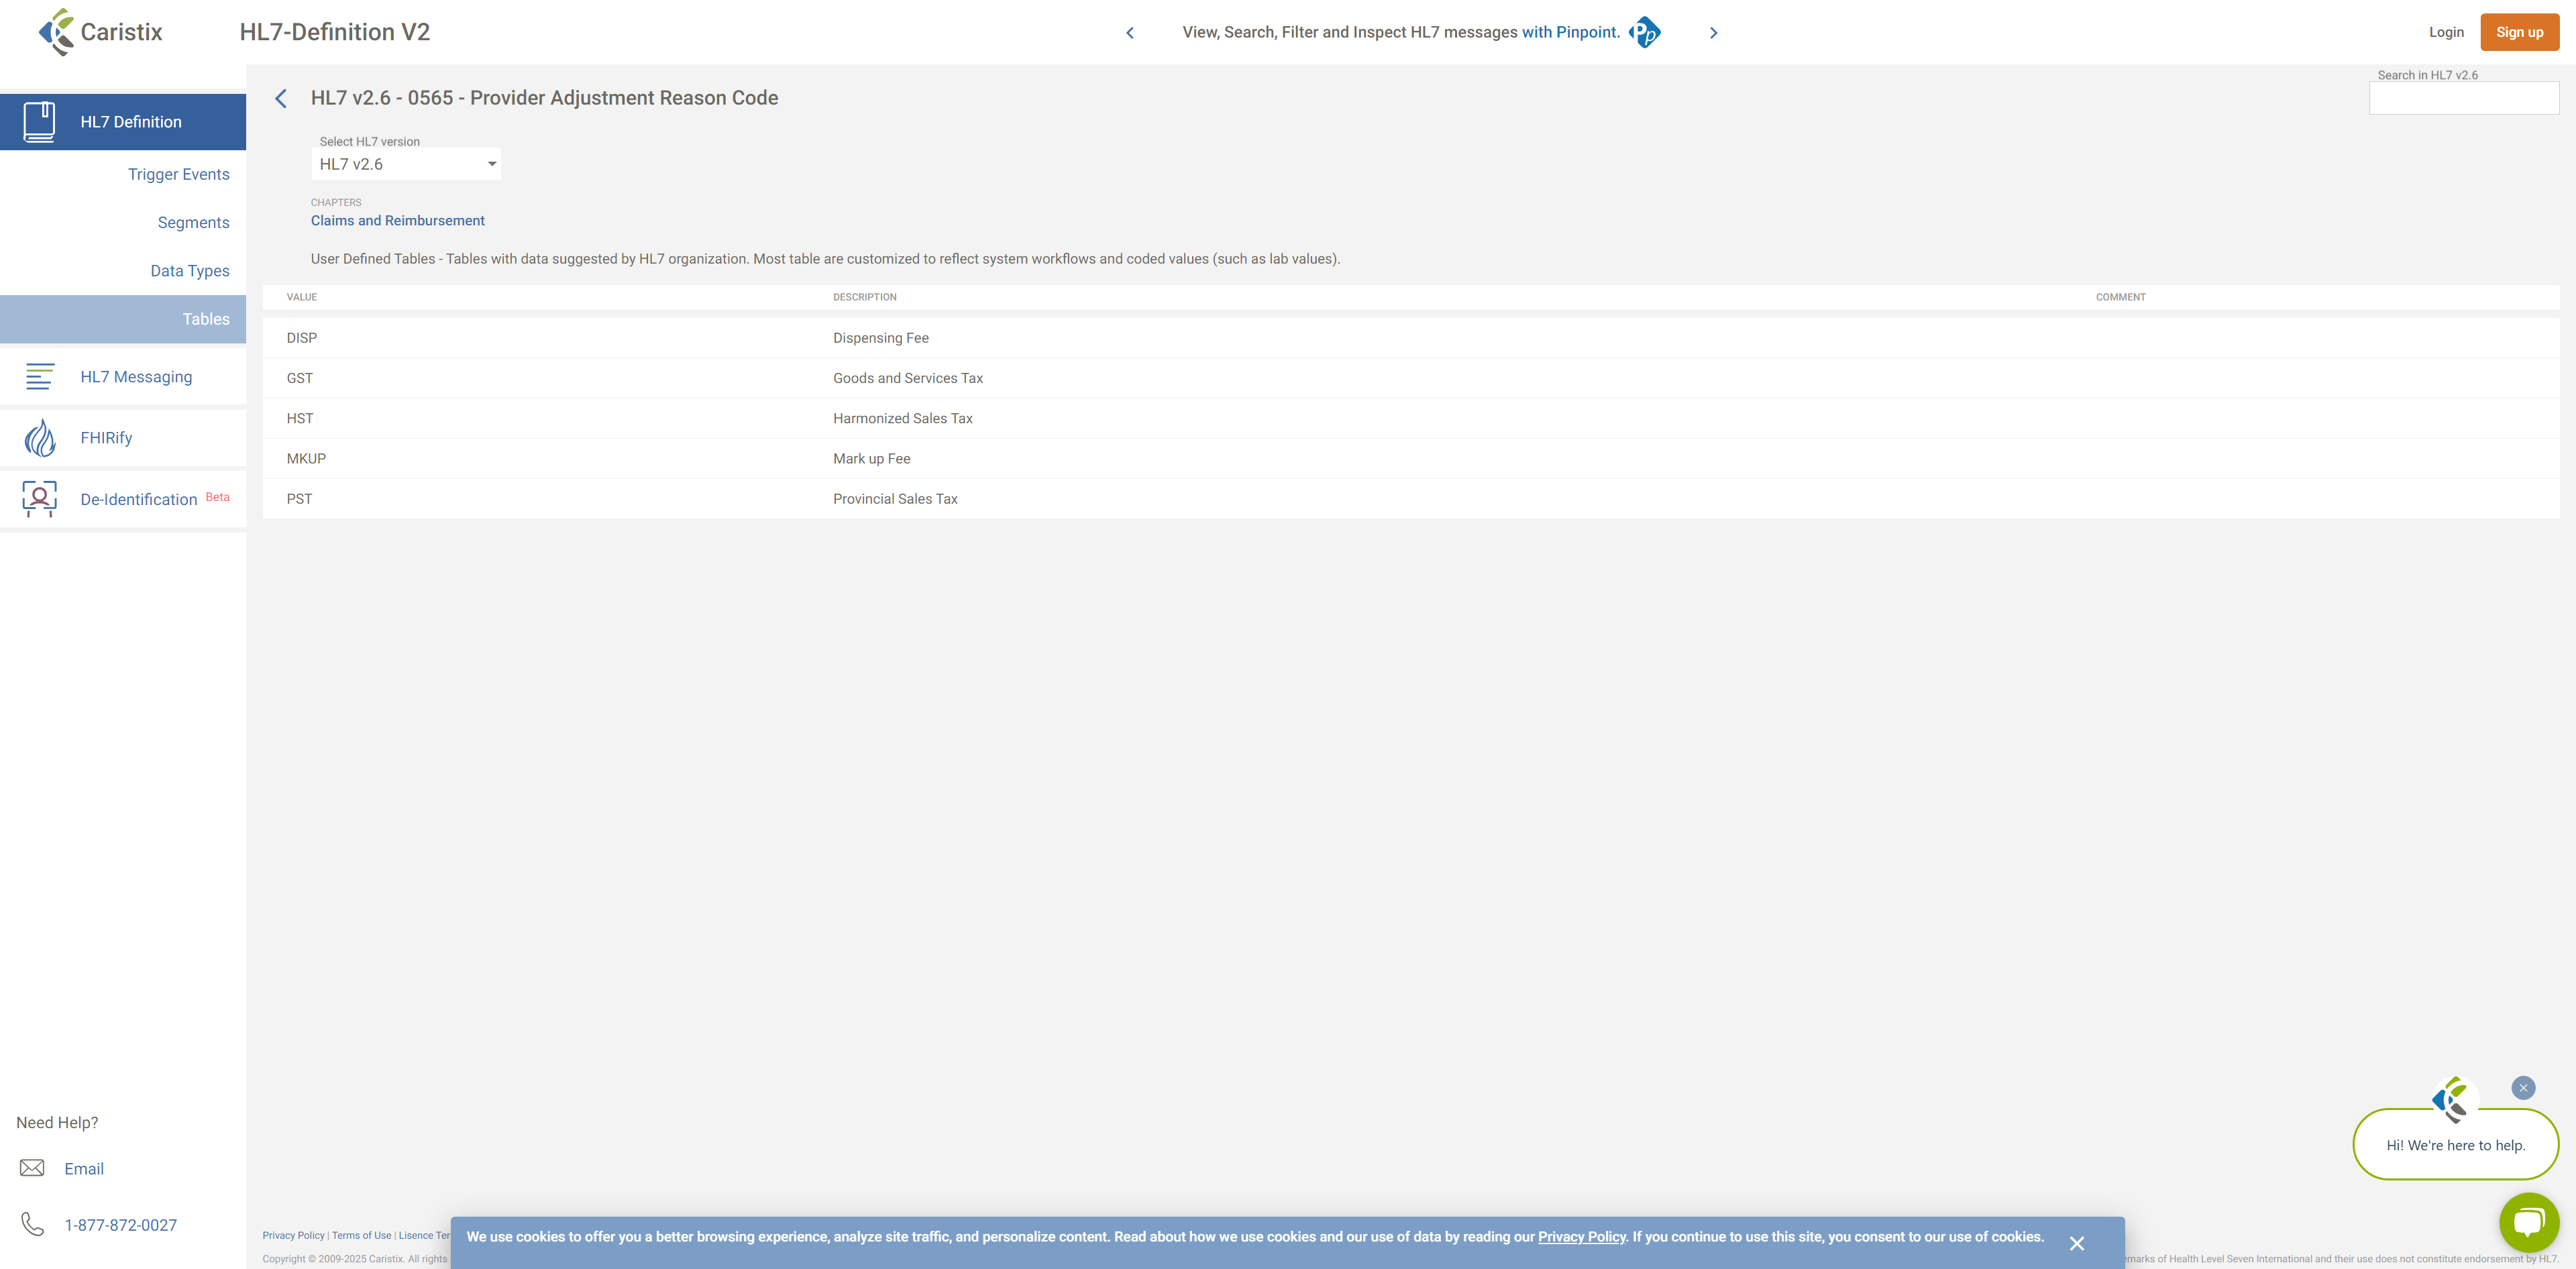 Caristix
HL7-Definition V2
View, Search, Filter and Inspect HL7 messages with Pinpoint.
Pp
Login
Sign up
HL7 Definition
Trigger Events
Segments
Data Types
Tables
HL7 Messaging
FHIRify
De-Identification Beta
Need Help?
Email
1-877-872-0027
HL7 v2.6 - 0565 - Provider Adjustment Reason Code
Search in HL7 v2.6
Select HL7 version
HL7 v2.6
CHAPTERS
Claims and Reimbursement
User Defined Tables - Tables with data suggested by HL7 organization. Most table are customized to reflect system workflows and coded values (such as lab values).
VALUE DESCRIPTION COMMENT
DISP Dispensing Fee
GST Goods and Services Tax
HST Harmonized Sales Tax
MKUP Mark up Fee
PST Provincial Sales Tax
Hi! We're here to help.
Privacy Policy | Terms of Use | Lisence Ter
We use cookies to offer you a better browsing experience, analyze site traffic, and personalize content. Read about how we use cookies and our use of data by reading our Privacy Policy. If you continue to use this site, you consent to our use of cookies.
Copyright © 2009-2025 Caristix. All rights
emarks of Health Level Seven International and their use does not constitute endorsement by HL7.